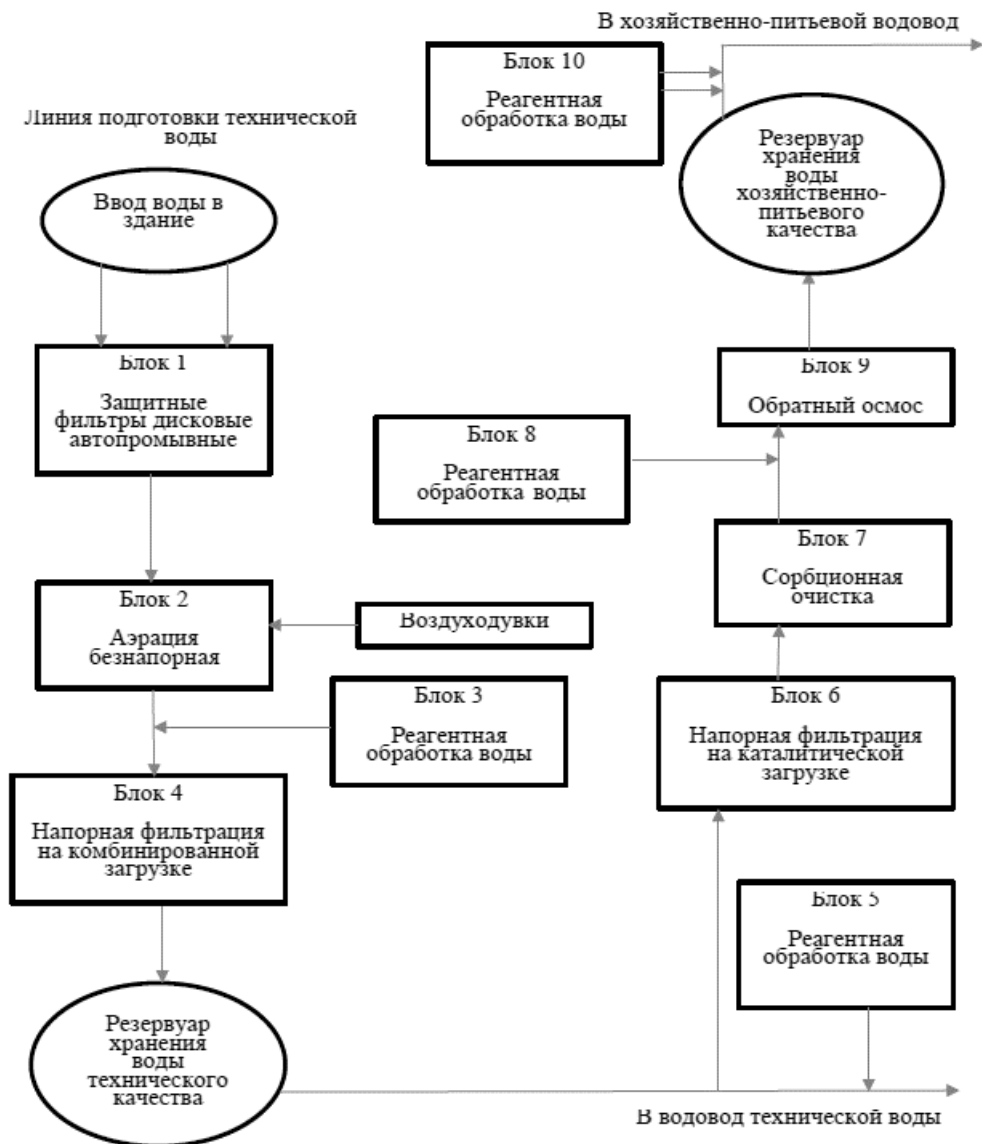 В хозяйственно-питьевой водовод
Блок 10
Реагентная
обработка воды
Резервуар
хранения
воды
хозяйственно-
питьевого
качества
Линия подготовки технической
воды
Ввод воды в
здание
Блок 1
Защитные
фильтры дисковые
автопромывные
Блок 9
Обратный осмос
Блок 8
Реагентная
обработка воды
Блок 7
Сорбционная
очистка
Блок 2
Аэрация
безнапорная
Воздуходувки
Блок 3
Реагентная
обработка воды
Блок 6
Напорная фильтрация
на каталитической
загрузке
Блок 4
Напорная фильтрация
на комбинированной
загрузке
Блок 5
Реагентная
обработка воды
Резервуар
хранения
воды
технического
качества
В водовод технической воды